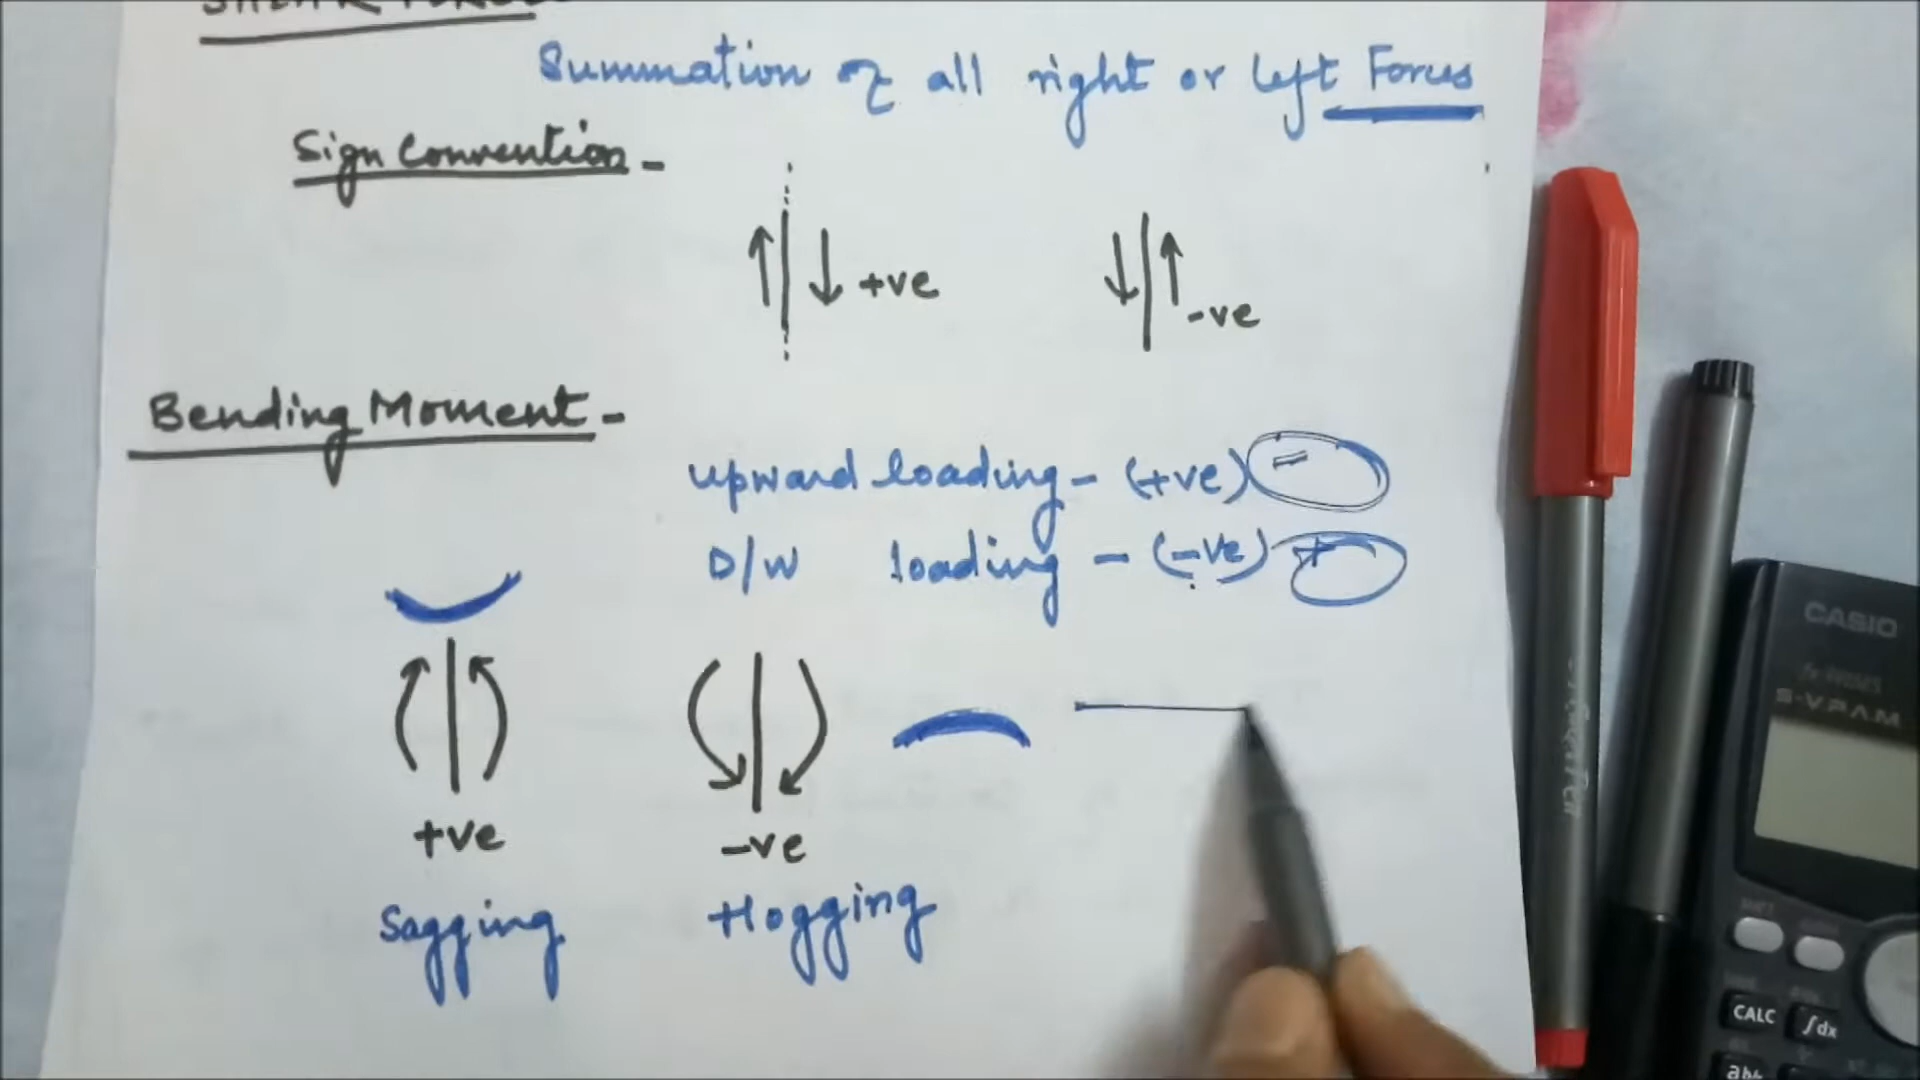 Summation of all right or left Forces
Sign Convention -
+ve
-ve
Bending Moment -
upward loading - (+ve) -
D/W loading - (-ve) +
+ve
-ve
Sagging
Hogging
CASIO
S-V.P.A.M.
CALC
∫dx